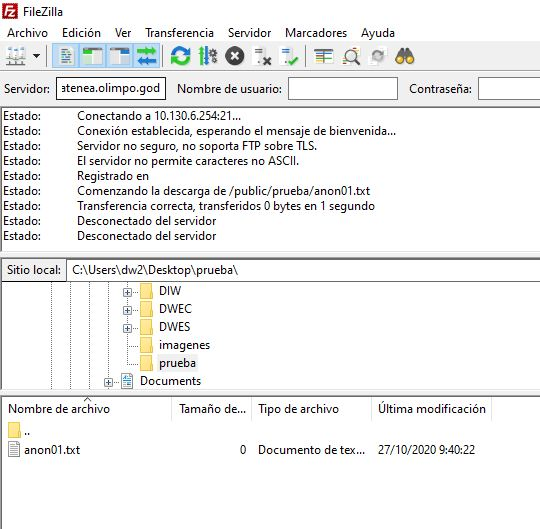 FileZilla
Archivo Edición Ver Transferencia Servidor Marcadores Ayuda
Servidor: atenea.olimpo.god Nombre de usuario: Contraseña:
Estado: Conectando a 10.130.6.254:21...
Estado: Conexión establecida, esperando el mensaje de bienvenida...
Estado: Servidor no seguro, no soporta FTP sobre TLS.
Estado: El servidor no permite caracteres no ASCII.
Estado: Registrado en
Estado: Comenzando la descarga de /public/prueba/anon01.txt
Estado: Transferencia correcta, transferidos 0 bytes en 1 segundo
Estado: Desconectado del servidor
Estado: Desconectado del servidor
Sitio local: C:\Users\dw2\Desktop\prueba\
DIW
DWEC
DWES
imagenes
prueba
Documents
Nombre de archivo Tamaño de... Tipo de archivo Última modificación
..
anon01.txt 0 Documento de tex... 27/10/2020 9:40:22